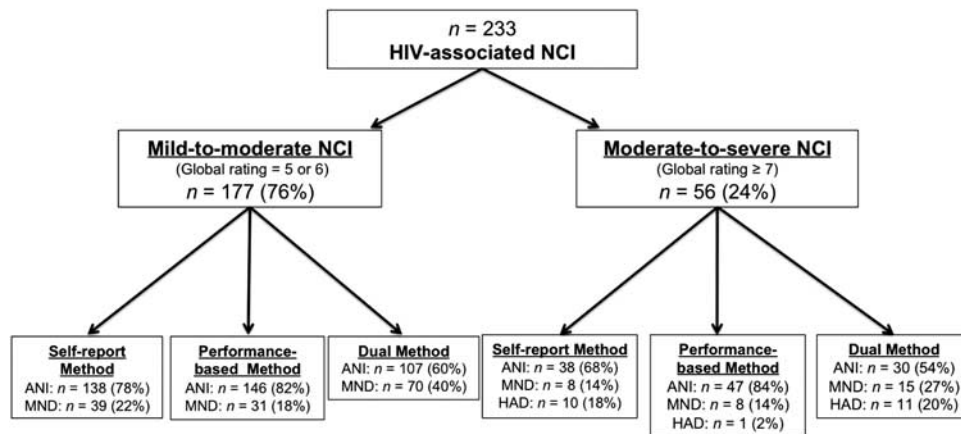 n = 233
HIV-associated NCI
Mild-to-moderate NCI
(Global rating = 5 or 6)
n = 177 (76%)
Moderate-to-severe NCI
(Global rating ≥ 7)
n = 56 (24%)
Self-report
Method
ANI: n = 138 (78%)
MND: n = 39 (22%)
Performance-
based Method
ANI: n = 146 (82%)
MND: n = 31 (18%)
Dual Method
ANI: n = 107 (60%)
MND: n = 70 (40%)
Self-report Method
ANI: n = 38 (68%)
MND: n = 8 (14%)
HAD: n = 10 (18%)
Performance-
based Method
ANI: n = 47 (84%)
MND: n = 8 (14%)
HAD: n = 1 (2%)
Dual Method
ANI: n = 30 (54%)
MND: n = 15 (27%)
HAD: n = 11 (20%)